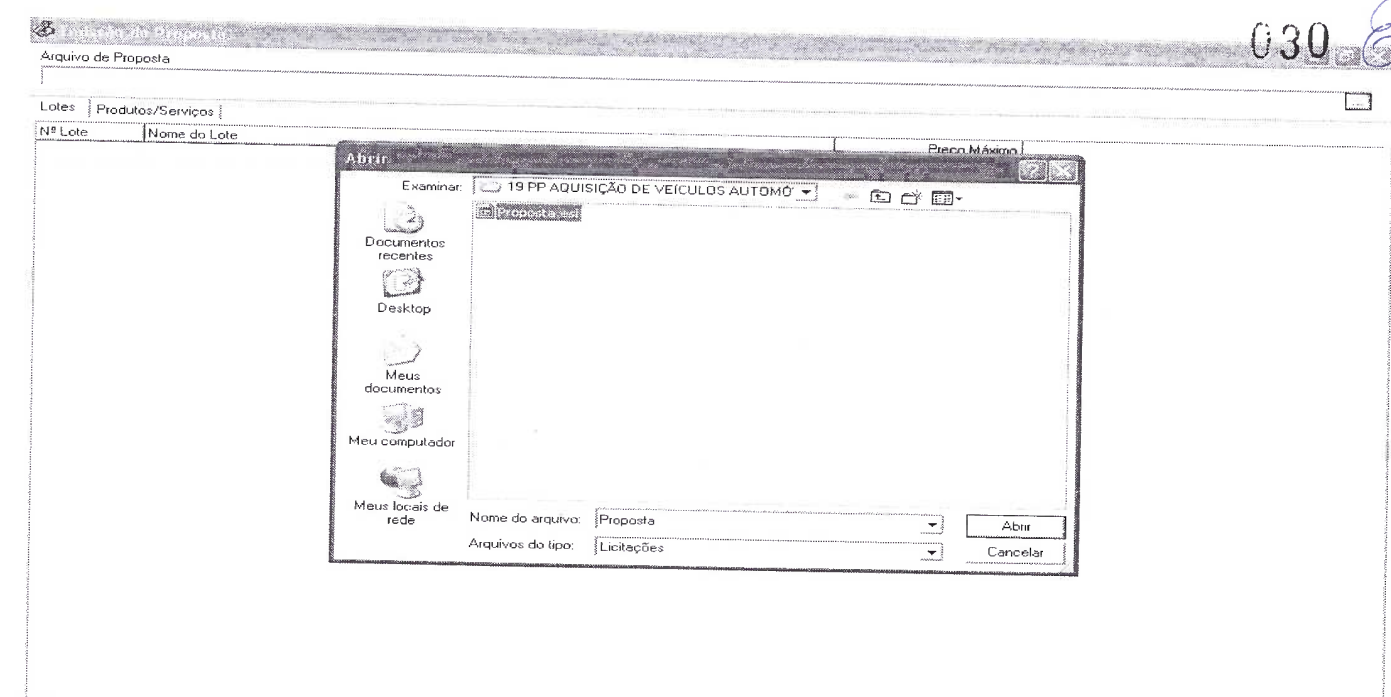 030
Arquivo de Proposta
Lotes Produtos/Serviços
Nº Lote Nome do Lote Preço Máximo
Abrir
Examinar: 19 PP AQUISIÇÃO DE VEÍCULOS AUTOMÓ
Documentos
recentes
Desktop
Meus
documentos
Meu computador
Meus locais de
rede
Nome do arquivo: Proposta Abrir
Arquivos do tipo: Licitações Cancelar